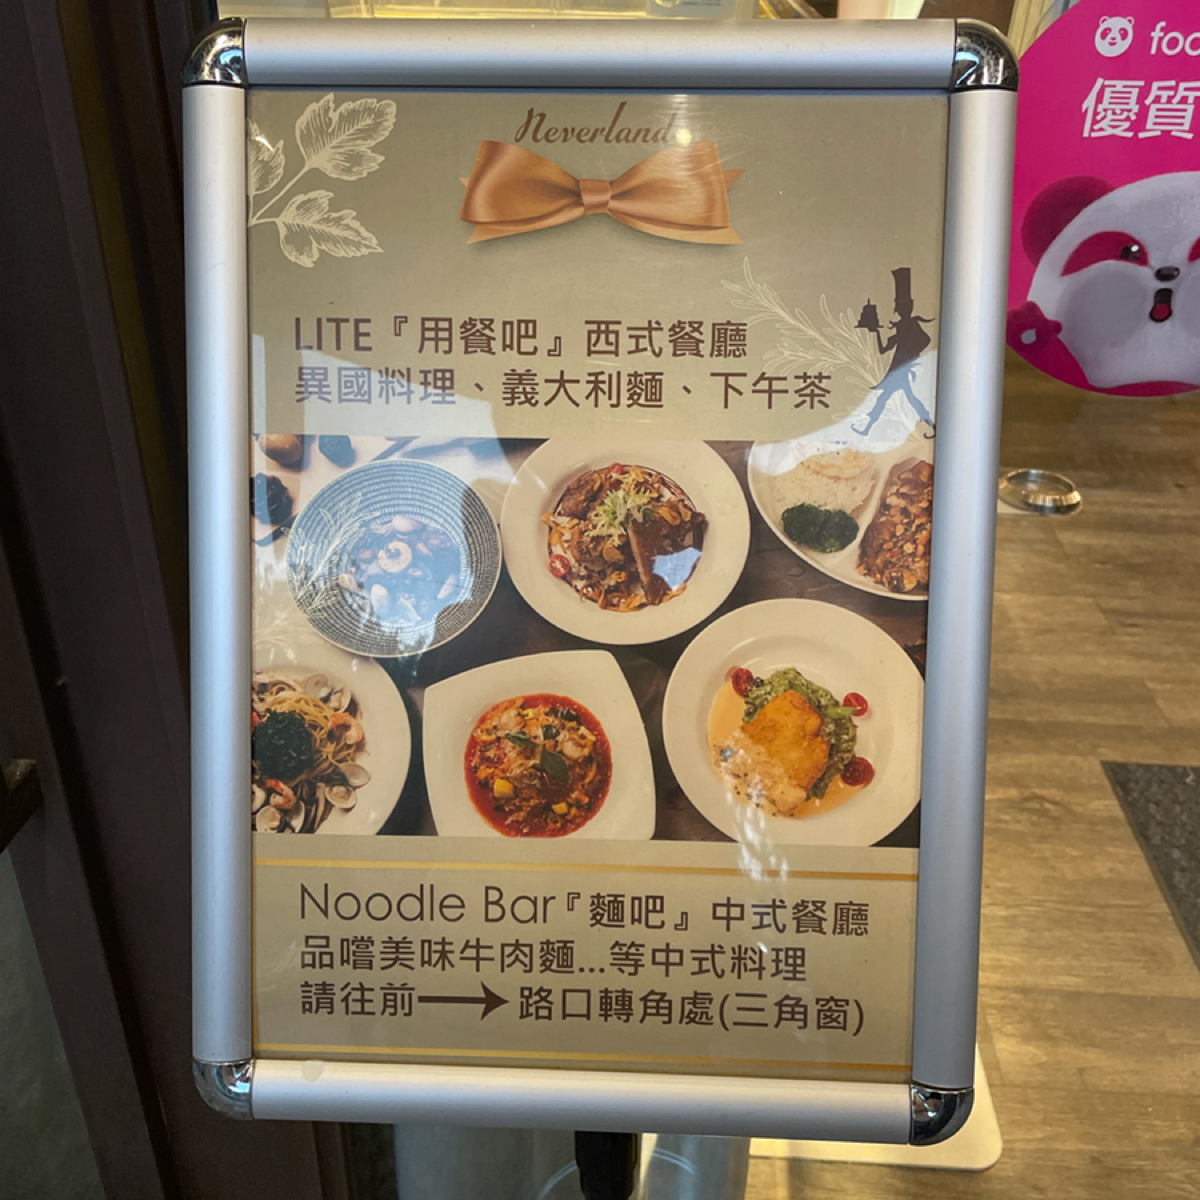 Neverland
LITE『用餐吧』西式餐廳
異國料理、義大利麵、下午茶
Noodle Bar『麵吧』中式餐廳
品嚐美味牛肉麵...等中式料理
請往前→路口轉角處(三角窗)
foo
優質